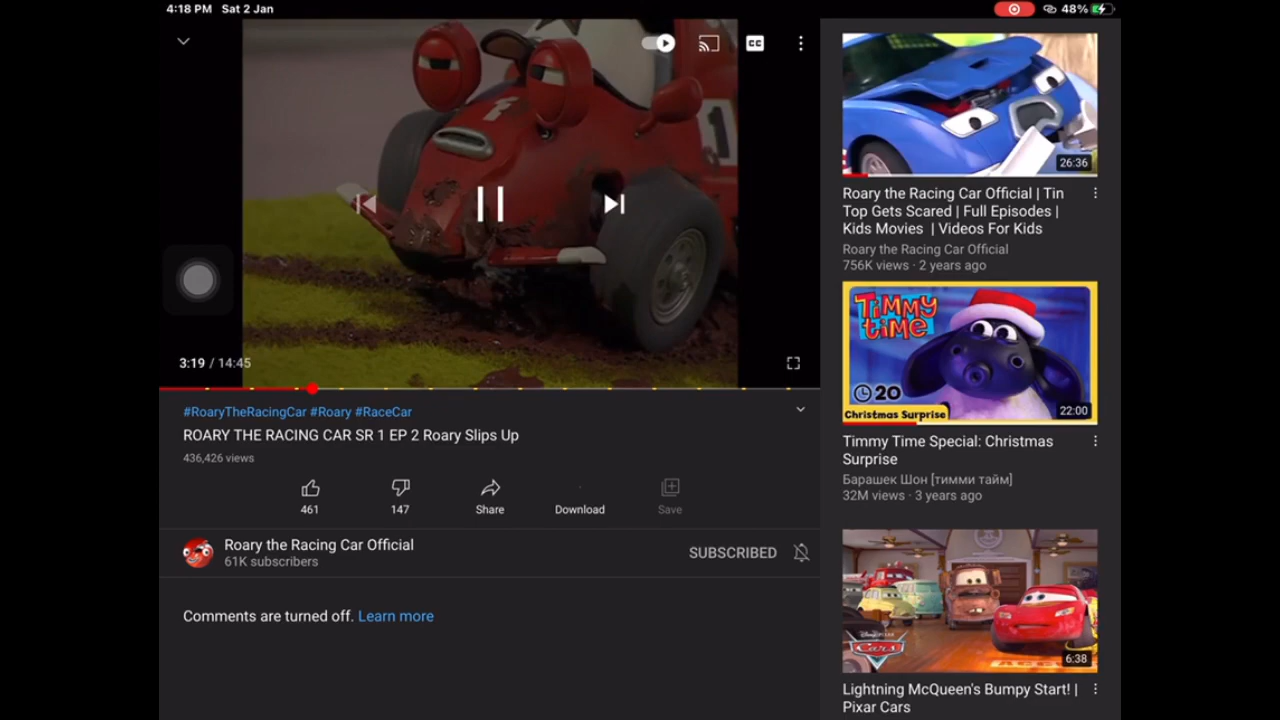 4:18 PM Sat 2 Jan
48%
CC
1
3:19 / 14:45
#RoaryTheRacingCar #Roary #RaceCar
ROARY THE RACING CAR SR 1 EP 2 Roary Slips Up
436,426 views
461
147
Share
Download
Save
Roary the Racing Car Official
61K subscribers
SUBSCRIBED
Comments are turned off. Learn more
26:36
Roary the Racing Car Official | Tin
Top Gets Scared | Full Episodes |
Kids Movies | Videos For Kids
Roary the Racing Car Official
756K views · 2 years ago
TIMMY
TIME
20
Christmas Surprise
22:00
Timmy Time Special: Christmas
Surprise
Барашек Шон [тимми тайм]
32M views · 3 years ago
Disney·PIXAR
Cars
6:38
Lightning McQueen's Bumpy Start! |
Pixar Cars